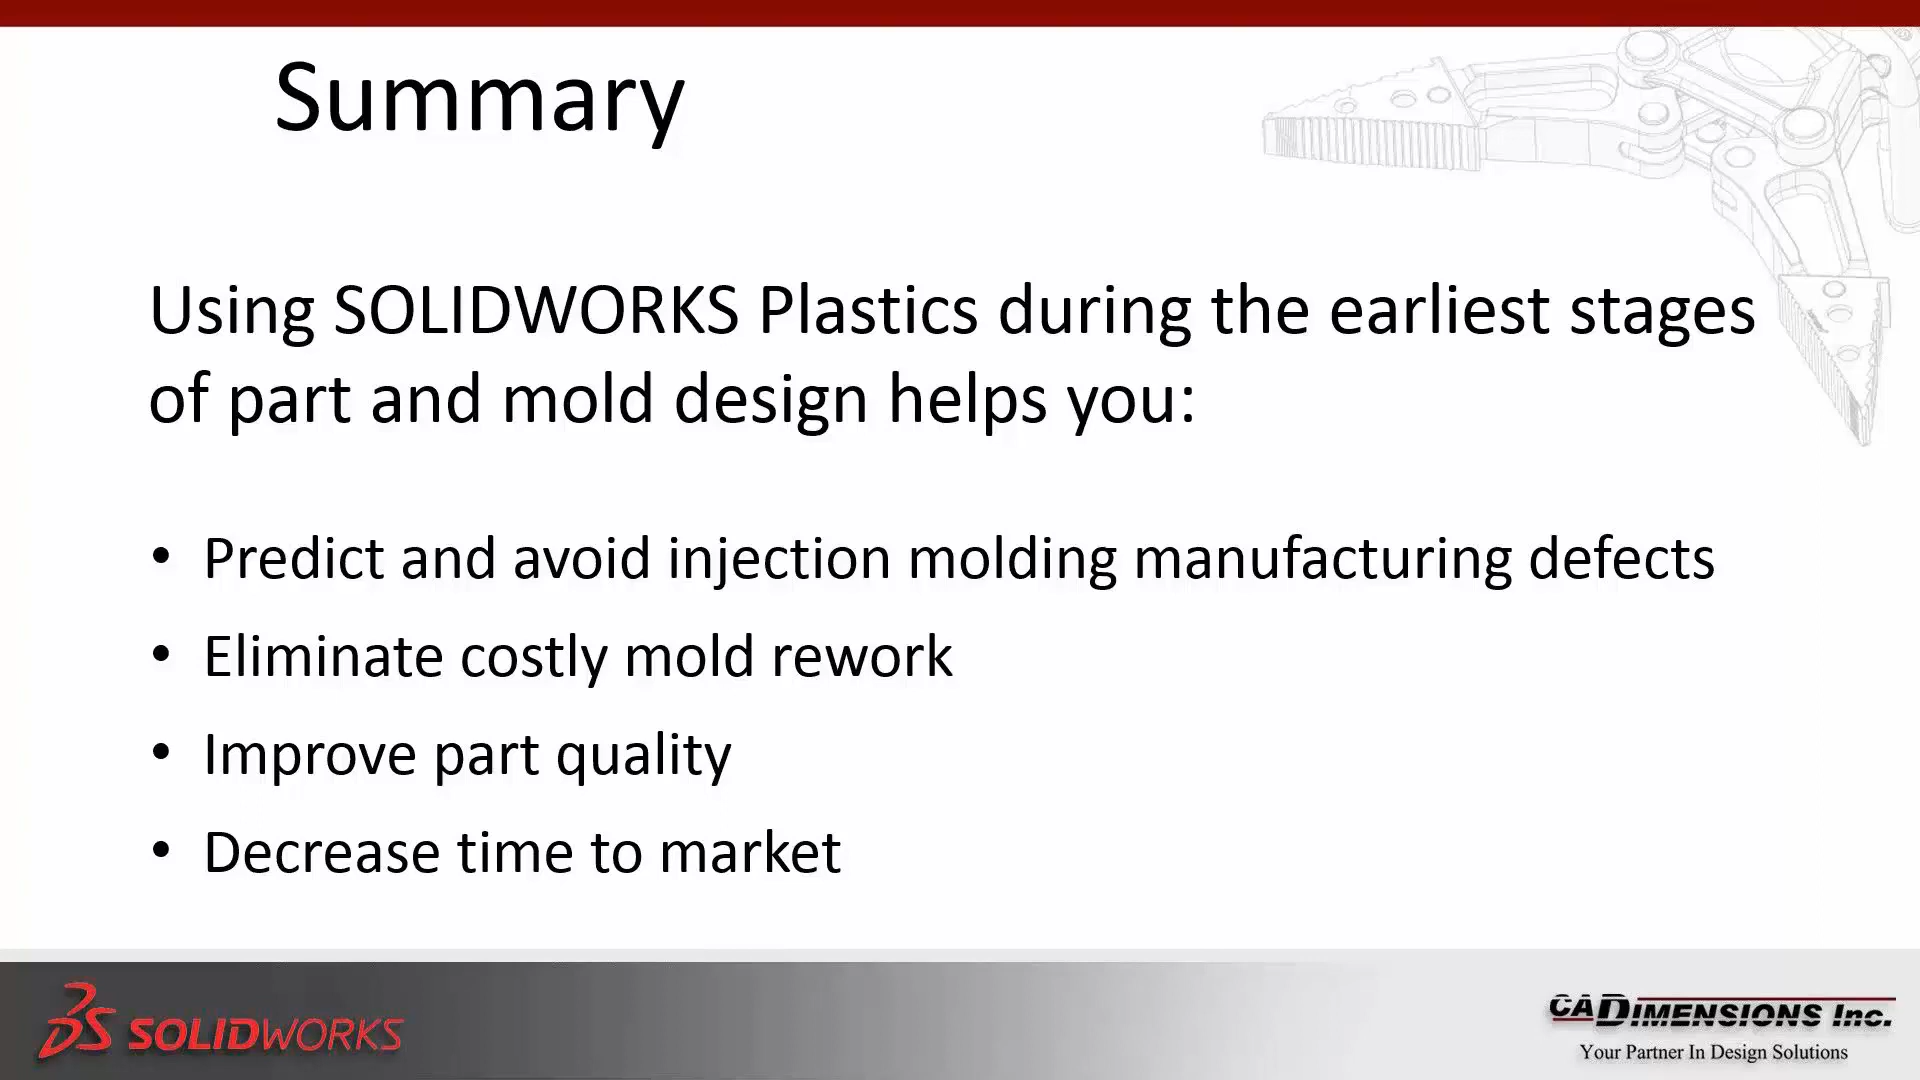 Summary
Using SOLIDWORKS Plastics during the earliest stages
of part and mold design helps you:
• Predict and avoid injection molding manufacturing defects
• Eliminate costly mold rework
• Improve part quality
• Decrease time to market
3DS SOLIDWORKS
CADIMENSIONS Inc.
Your Partner In Design Solutions